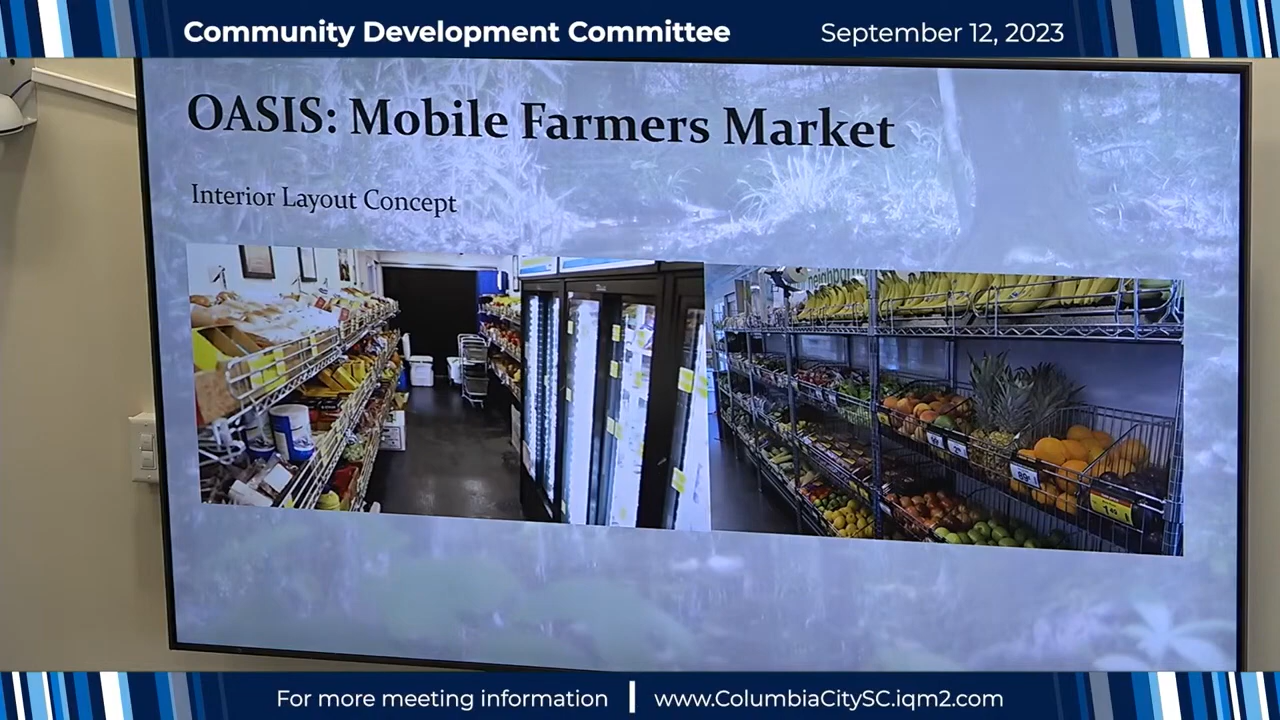 Community Development Committee
September 12, 2023
OASIS: Mobile Farmers Market
Interior Layout Concept
For more meeting information
www.ColumbiaCitySC.iqm2.com